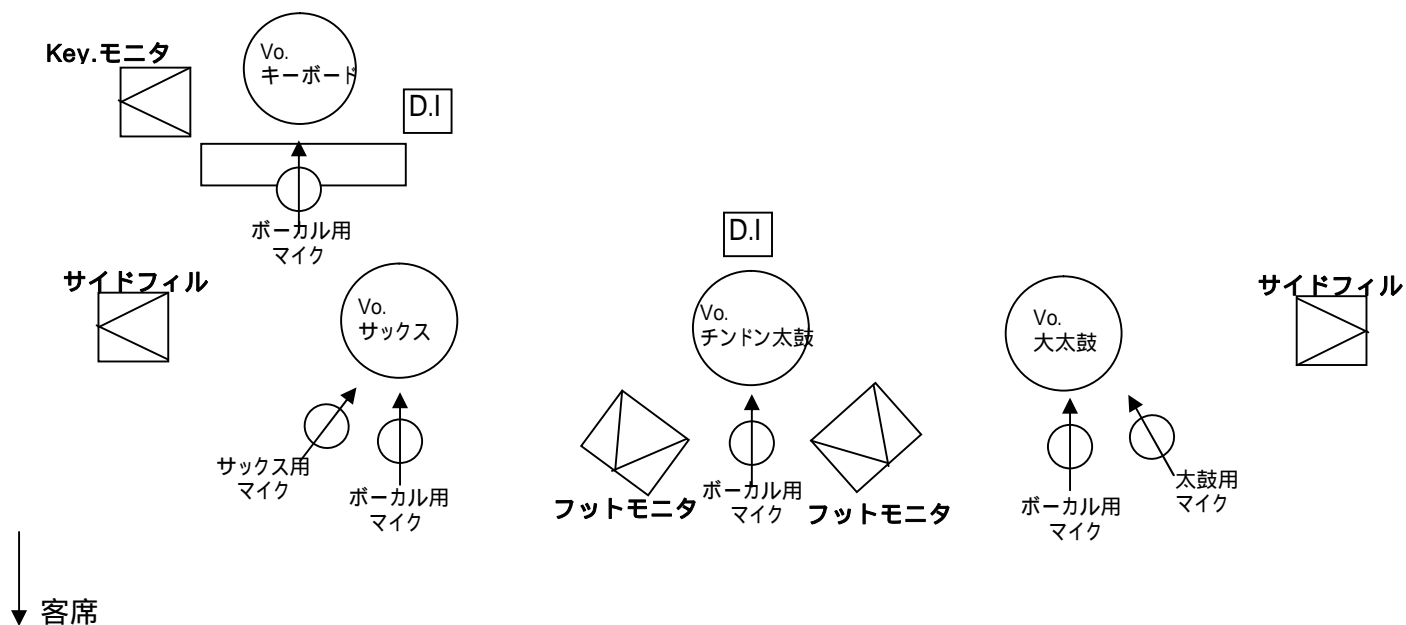 Key.モニタ
Vo.
キーボード
D.I
ボーカル用
マイク
D.I
サイドフィル
Vo.
サックス
Vo.
チンドン太鼓
Vo.
大太鼓
サイドフィル
サックス用
マイク
ボーカル用
マイク
フットモニタ
ボーカル用
マイク
フットモニタ
ボーカル用
マイク
太鼓用
マイク
客席